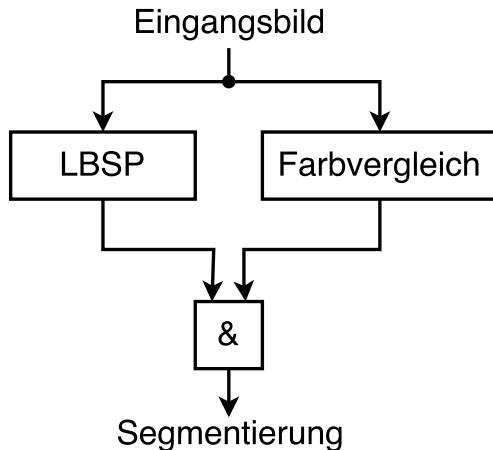 Eingangsbild
LBSP
Farbvergleich
&
Segmentierung